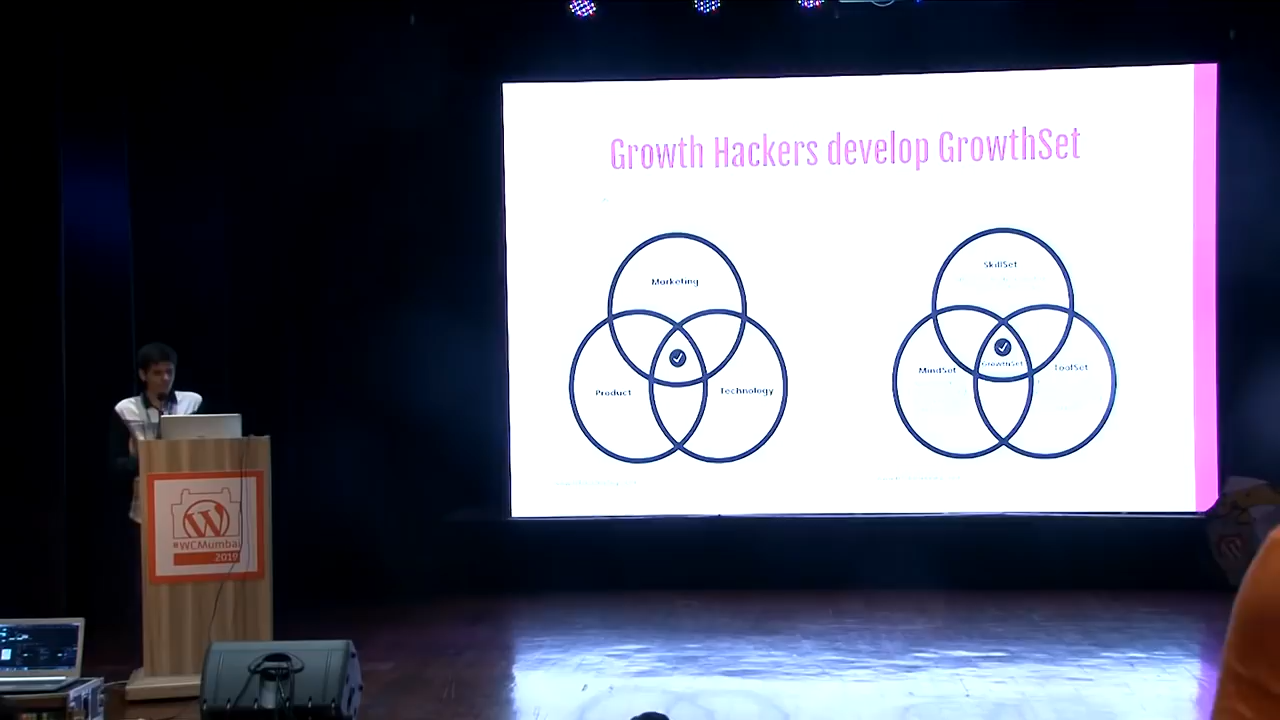 Growth Hackers develop GrowthSet
Marketing
Product
Technology
SkillSet
MindSet
GrowthSet
ToolSet
#WCMumbai
2019